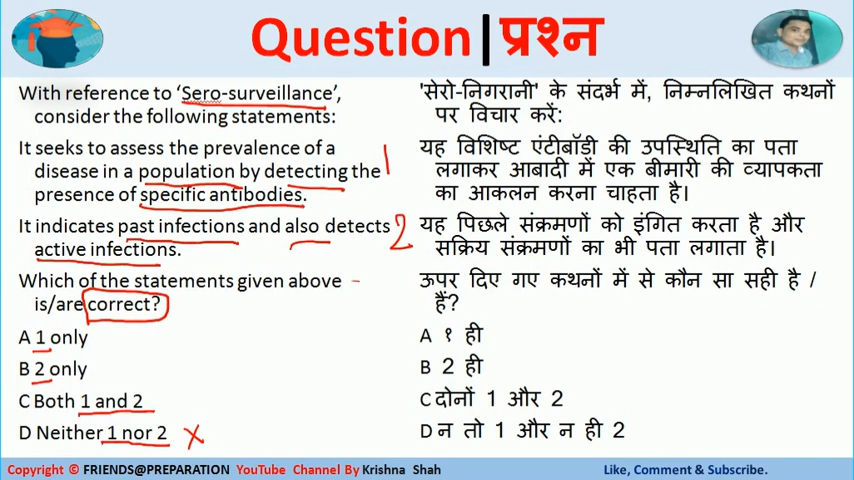 Question|प्रश्न
With reference to 'Sero-surveillance',
consider the following statements:
It seeks to assess the prevalence of a
disease in a population by detecting the
presence of specific antibodies.
1
It indicates past infections and also detects
active infections.
2
Which of the statements given above
is/are correct?
A 1 only
B 2 only
C Both 1 and 2
D Neither 1 nor 2
'सेरो-निगरानी' के संदर्भ में, निम्नलिखित कथनों
पर विचार करें:
यह विशिष्ट एंटीबॉडी की उपस्थिति का पता
लगाकर आबादी में एक बीमारी की व्यापकता
का आकलन करना चाहता है।
यह पिछले संक्रमणों को इंगित करता है और
सक्रिय संक्रमणों का भी पता लगाता है।
ऊपर दिए गए कथनों में से कौन सा सही है /
हैं?
A १ ही
B 2 ही
C दोनों 1 और 2
D न तो 1 और न ही 2
Copyright © FRIENDS@PREPARATION YouTube Channel By Krishna Shah
Like, Comment & Subscribe.